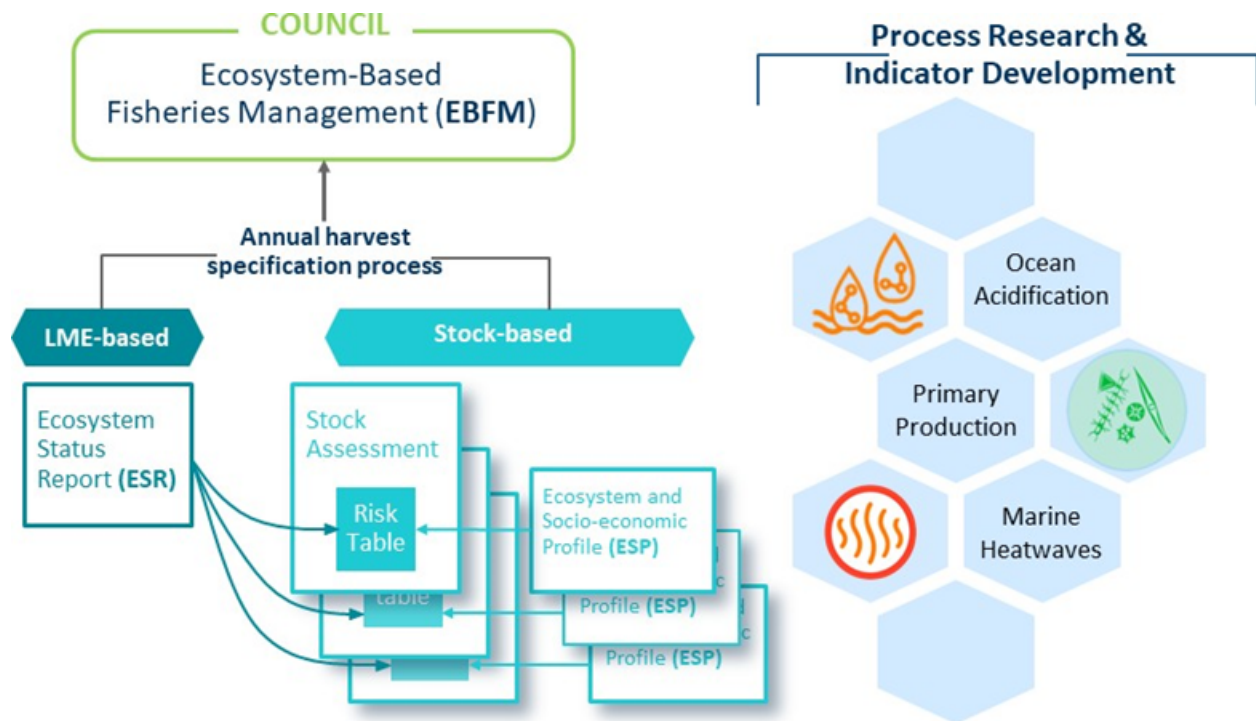 COUNCIL
Ecosystem-Based
Fisheries Management (EBFM)
Annual harvest
specification process
LME-based
Stock-based
Ecosystem
Status
Report (ESR)
Stock
Assessment
Risk
Table
table
Ecosystem and
Socio-economic
Profile (ESP)
Profile (ESP)
Profile (ESP)
Process Research &
Indicator Development
Ocean
Acidification
Primary
Production
Marine
Heatwaves